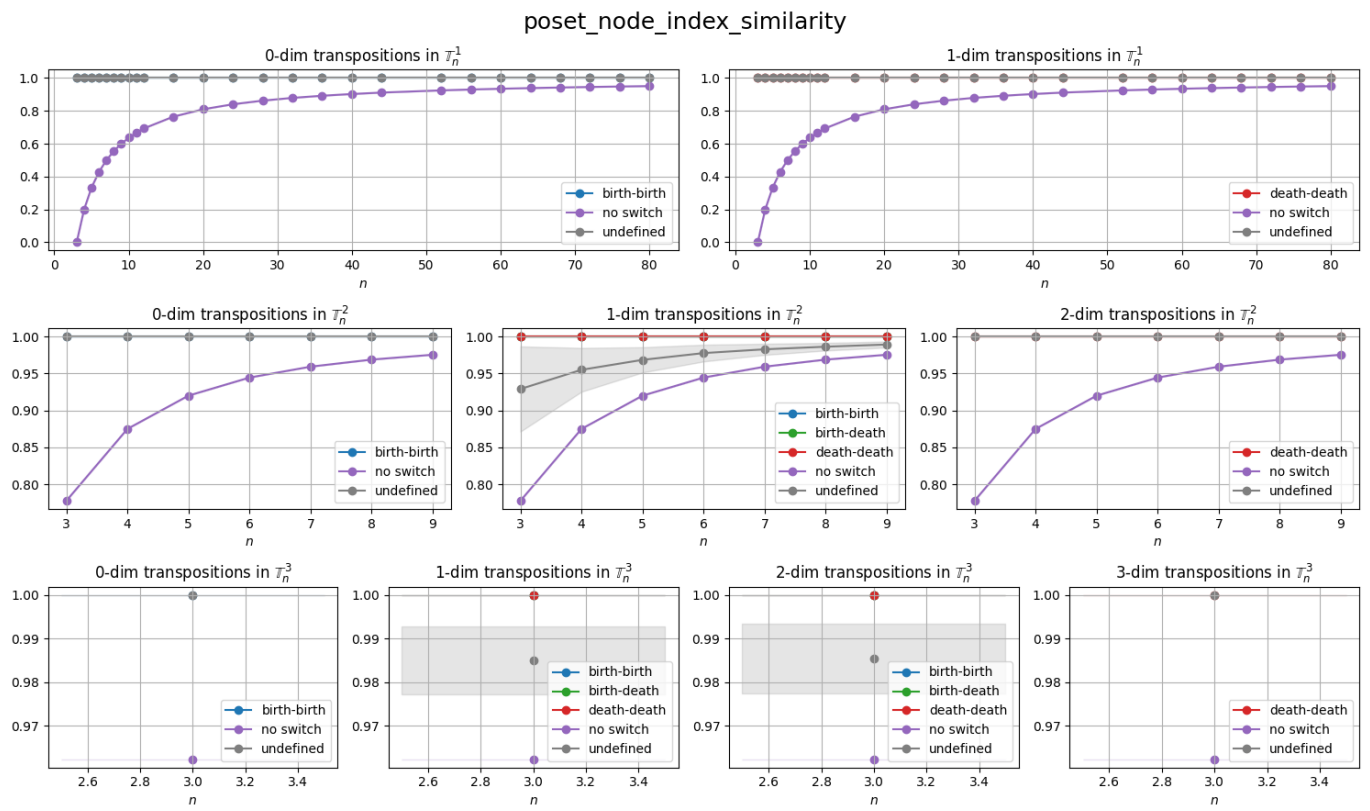 poset_node_index_similarity
0-dim transpositions in 𝕋ₙ¹
1.0
0.8
0.6
0.4
0.2
0.0
0 10 20 30 40 50 60 70 80
n
birth-birth
no switch
undefined
1-dim transpositions in 𝕋ₙ¹
1.0
0.8
0.6
0.4
0.2
0.0
0 10 20 30 40 50 60 70 80
n
death-death
no switch
undefined
0-dim transpositions in 𝕋ₙ²
1.00
0.95
0.90
0.85
0.80
3 4 5 6 7 8 9
n
birth-birth
no switch
undefined
1-dim transpositions in 𝕋ₙ²
1.00
0.95
0.90
0.85
0.80
3 4 5 6 7 8 9
n
birth-birth
birth-death
death-death
no switch
undefined
2-dim transpositions in 𝕋ₙ²
1.00
0.95
0.90
0.85
0.80
3 4 5 6 7 8 9
n
death-death
no switch
undefined
0-dim transpositions in 𝕋ₙ³
1.00
0.99
0.98
0.97
2.6 2.8 3.0 3.2 3.4
n
birth-birth
no switch
undefined
1-dim transpositions in 𝕋ₙ³
1.00
0.99
0.98
0.97
2.6 2.8 3.0 3.2 3.4
n
birth-birth
birth-death
death-death
no switch
undefined
2-dim transpositions in 𝕋ₙ³
1.00
0.99
0.98
0.97
2.6 2.8 3.0 3.2 3.4
n
birth-birth
birth-death
death-death
no switch
undefined
3-dim transpositions in 𝕋ₙ³
1.00
0.99
0.98
0.97
2.6 2.8 3.0 3.2 3.4
n
death-death
no switch
undefined